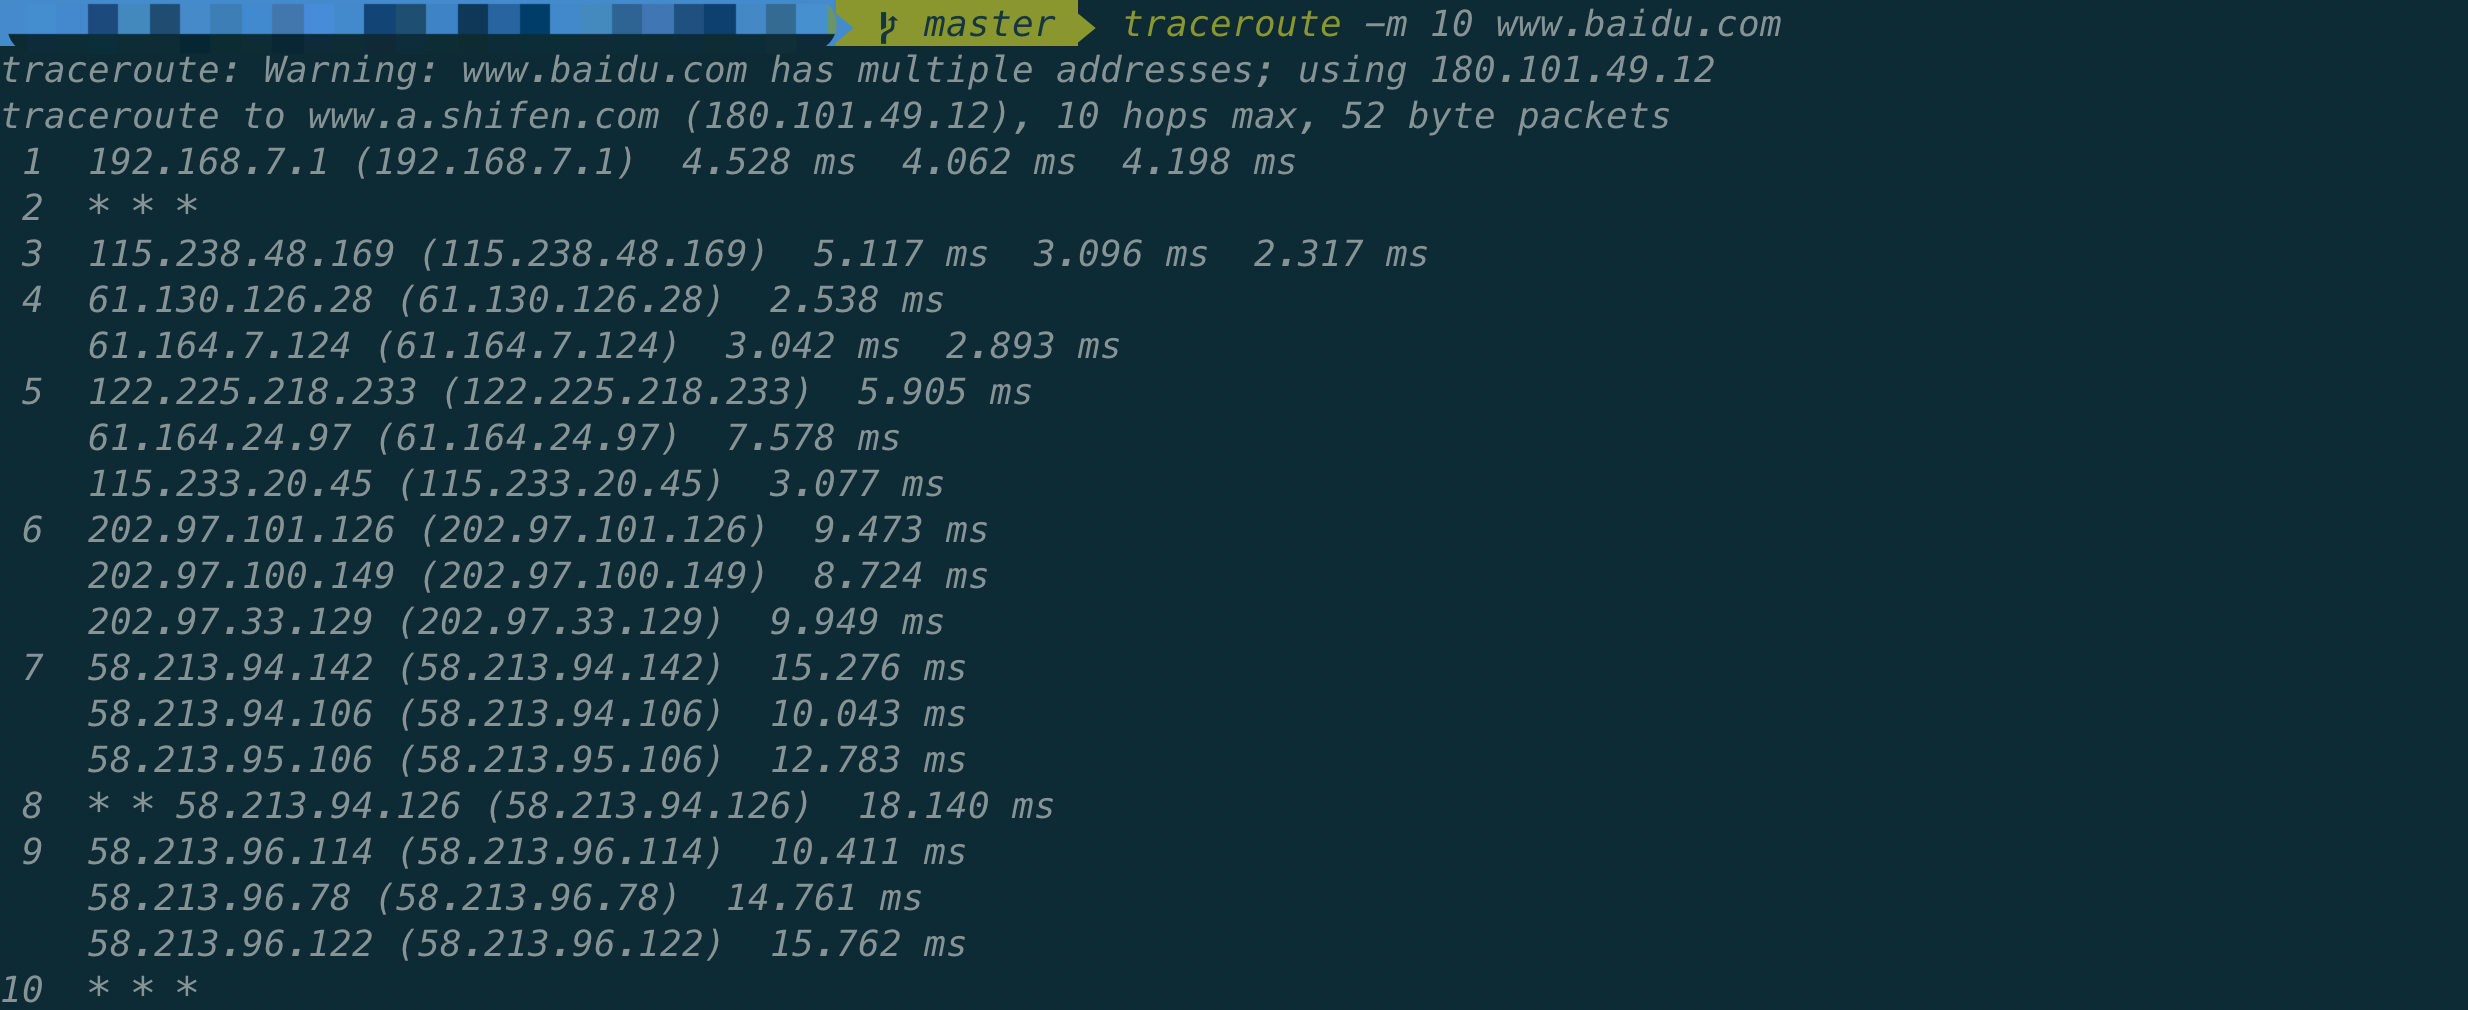 master traceroute -m 10 www.baidu.com
traceroute: Warning: www.baidu.com has multiple addresses; using 180.101.49.12
traceroute to www.a.shifen.com (180.101.49.12), 10 hops max, 52 byte packets
1 192.168.7.1 (192.168.7.1) 4.528 ms 4.062 ms 4.198 ms
2 * * *
3 115.238.48.169 (115.238.48.169) 5.117 ms 3.096 ms 2.317 ms
4 61.130.126.28 (61.130.126.28) 2.538 ms
61.164.7.124 (61.164.7.124) 3.042 ms 2.893 ms
5 122.225.218.233 (122.225.218.233) 5.905 ms
61.164.24.97 (61.164.24.97) 7.578 ms
115.233.20.45 (115.233.20.45) 3.077 ms
6 202.97.101.126 (202.97.101.126) 9.473 ms
202.97.100.149 (202.97.100.149) 8.724 ms
202.97.33.129 (202.97.33.129) 9.949 ms
7 58.213.94.142 (58.213.94.142) 15.276 ms
58.213.94.106 (58.213.94.106) 10.043 ms
58.213.95.106 (58.213.95.106) 12.783 ms
8 * * 58.213.94.126 (58.213.94.126) 18.140 ms
9 58.213.96.114 (58.213.96.114) 10.411 ms
58.213.96.78 (58.213.96.78) 14.761 ms
58.213.96.122 (58.213.96.122) 15.762 ms
10 * * *